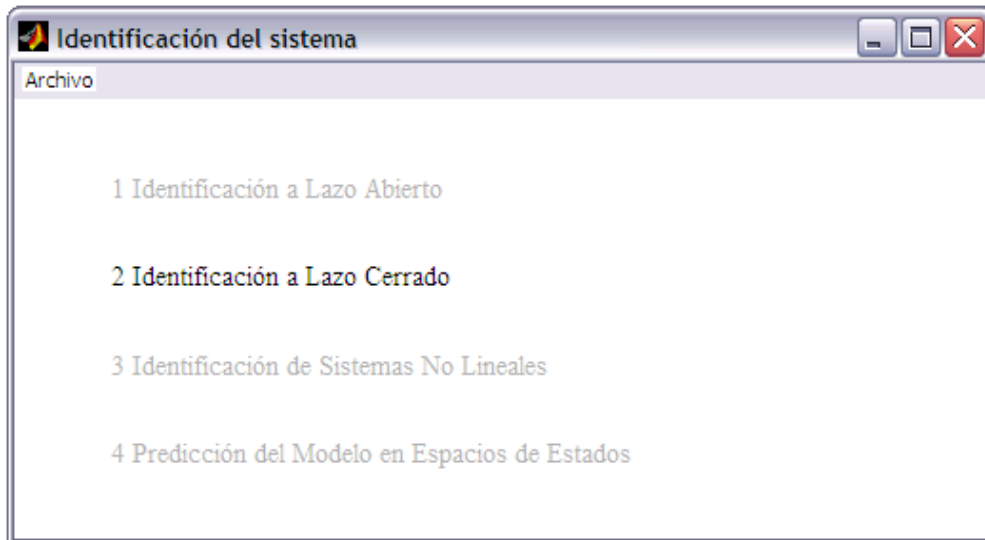 Identificación del sistema
Archivo
1 Identificación a Lazo Abierto
2 Identificación a Lazo Cerrado
3 Identificación de Sistemas No Lineales
4 Predicción del Modelo en Espacios de Estados